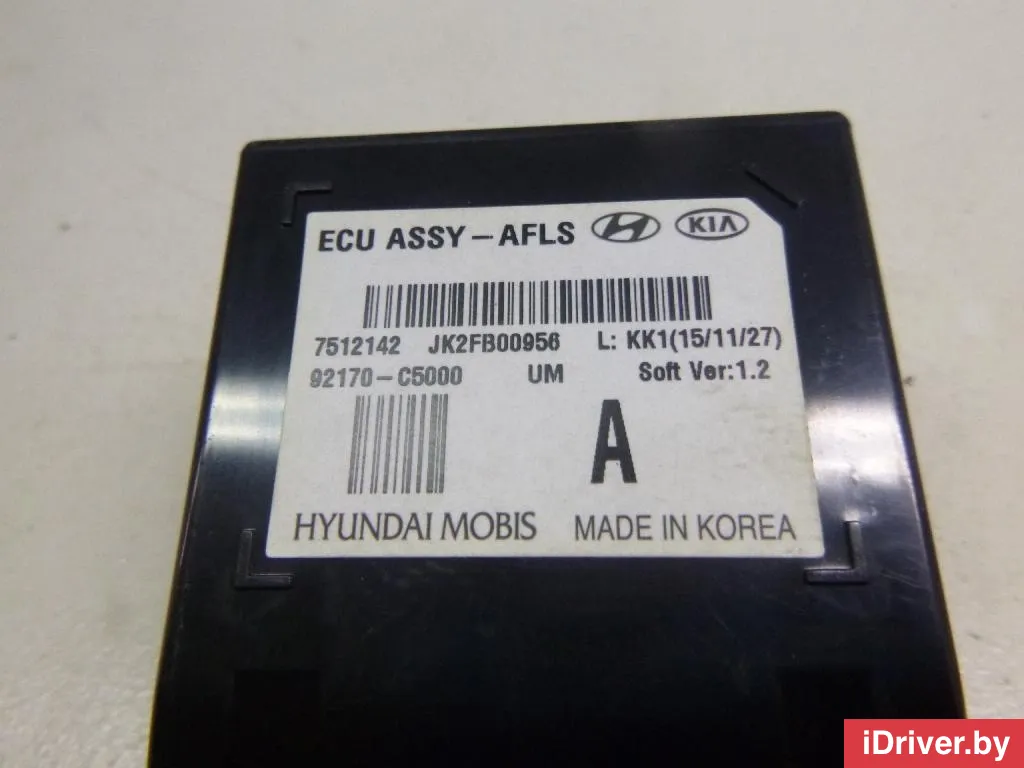 ECU ASSY-AFLS KIA
7512142 JK2FB00956 L: KK1(15/11/27)
92170-C5000 UM Soft Ver:1.2
A
HYUNDAI MOBIS MADE IN KOREA
iDriver.by